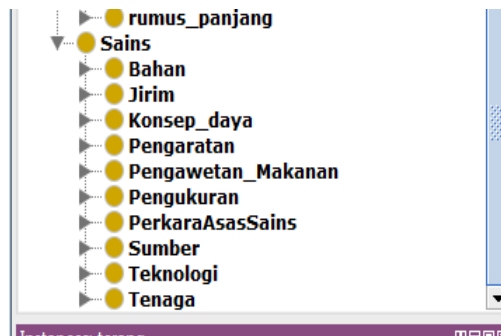 rumus_panjang
Sains
Bahan
Jirim
Konsep_daya
Pengaratan
Pengawetan_Makanan
Pengukuran
PerkaraAsasSains
Sumber
Teknologi
Tenaga